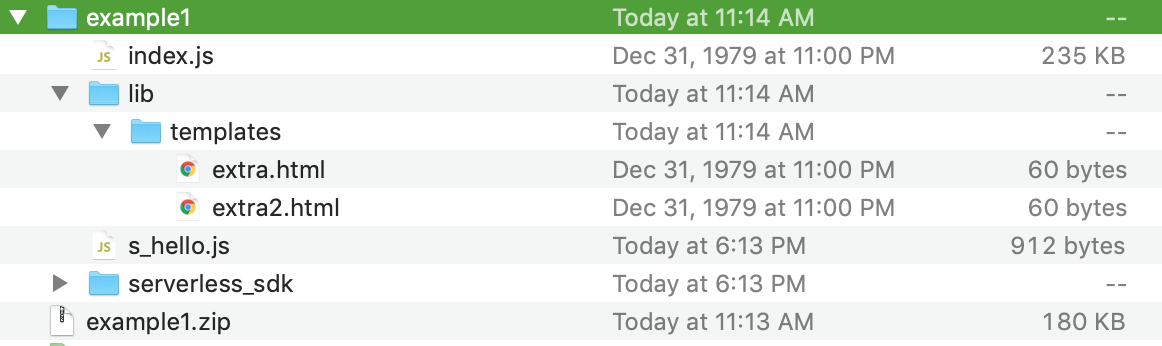 example1 Today at 11:14 AM --
JS index.js Dec 31, 1979 at 11:00 PM 235 KB
lib Today at 11:14 AM --
templates Today at 11:14 AM --
extra.html Dec 31, 1979 at 11:00 PM 60 bytes
extra2.html Dec 31, 1979 at 11:00 PM 60 bytes
JS s_hello.js Today at 6:13 PM 912 bytes
serverless_sdk Today at 6:13 PM --
example1.zip Today at 11:13 AM 180 KB